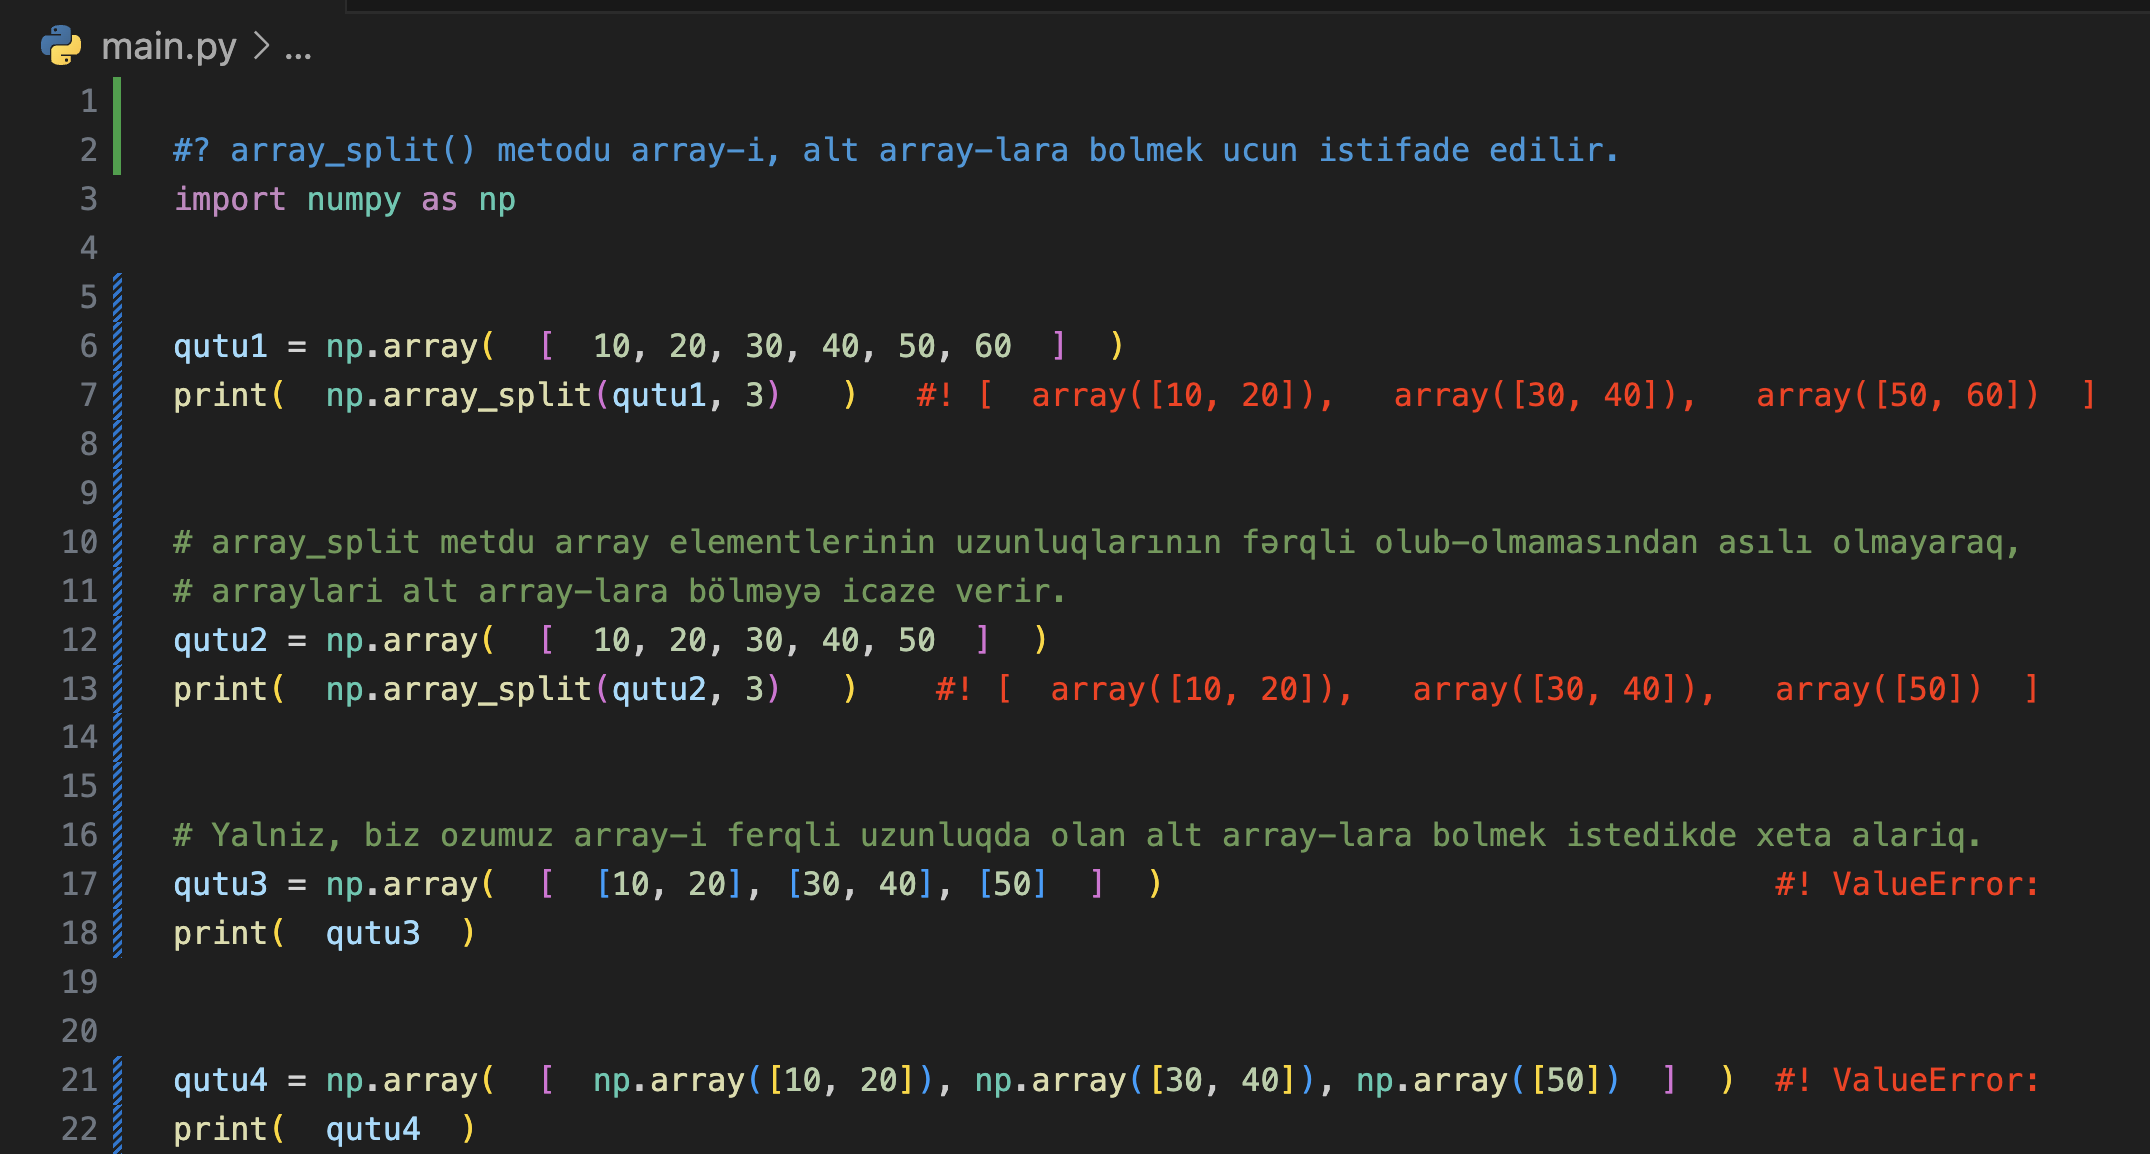 main.py > ...
1
2 #? array_split() metodu array-i, alt array-lara bolmek ucun istifade edilir.
3 import numpy as np
4
5
6 qutu1 = np.array(  [  10, 20, 30, 40, 50, 60  ]  )
7 print(  np.array_split(qutu1, 3)   )   #! [  array([10, 20]),   array([30, 40]),   array([50, 60])  ]
8
9
10 # array_split metdu array elementlerinin uzunluqlarının fərqli olub-olmamasından asılı olmayaraq,
11 # arraylari alt array-lara bölməyə icaze verir.
12 qutu2 = np.array(  [  10, 20, 30, 40, 50  ]  )
13 print(  np.array_split(qutu2, 3)   )    #! [  array([10, 20]),   array([30, 40]),   array([50])  ]
14
15
16 # Yalniz, biz ozumuz array-i ferqli uzunluqda olan alt array-lara bolmek istedikde xeta alariq.
17 qutu3 = np.array(  [  [10, 20], [30, 40], [50]  ]  )                                #! ValueError:
18 print(  qutu3  )
19
20
21 qutu4 = np.array(  [  np.array([10, 20]), np.array([30, 40]), np.array([50])  ]  )  #! ValueError:
22 print(  qutu4  )